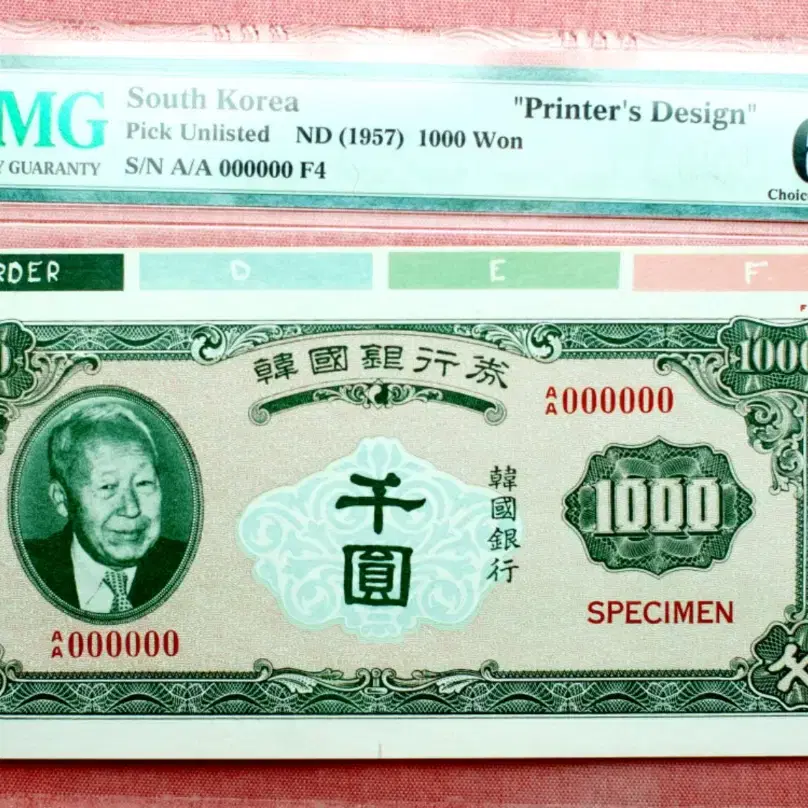 MG
South Korea
"Printer's Design"
Pick Unlisted ND (1957) 1000 Won
Y GUARANTY
S/N A/A 000000 F4
Choic
RDER
D
E
F
韓國銀行券
1000
A/A 000000
千圓
韓國銀行
1000
SPECIMEN
A/A 000000